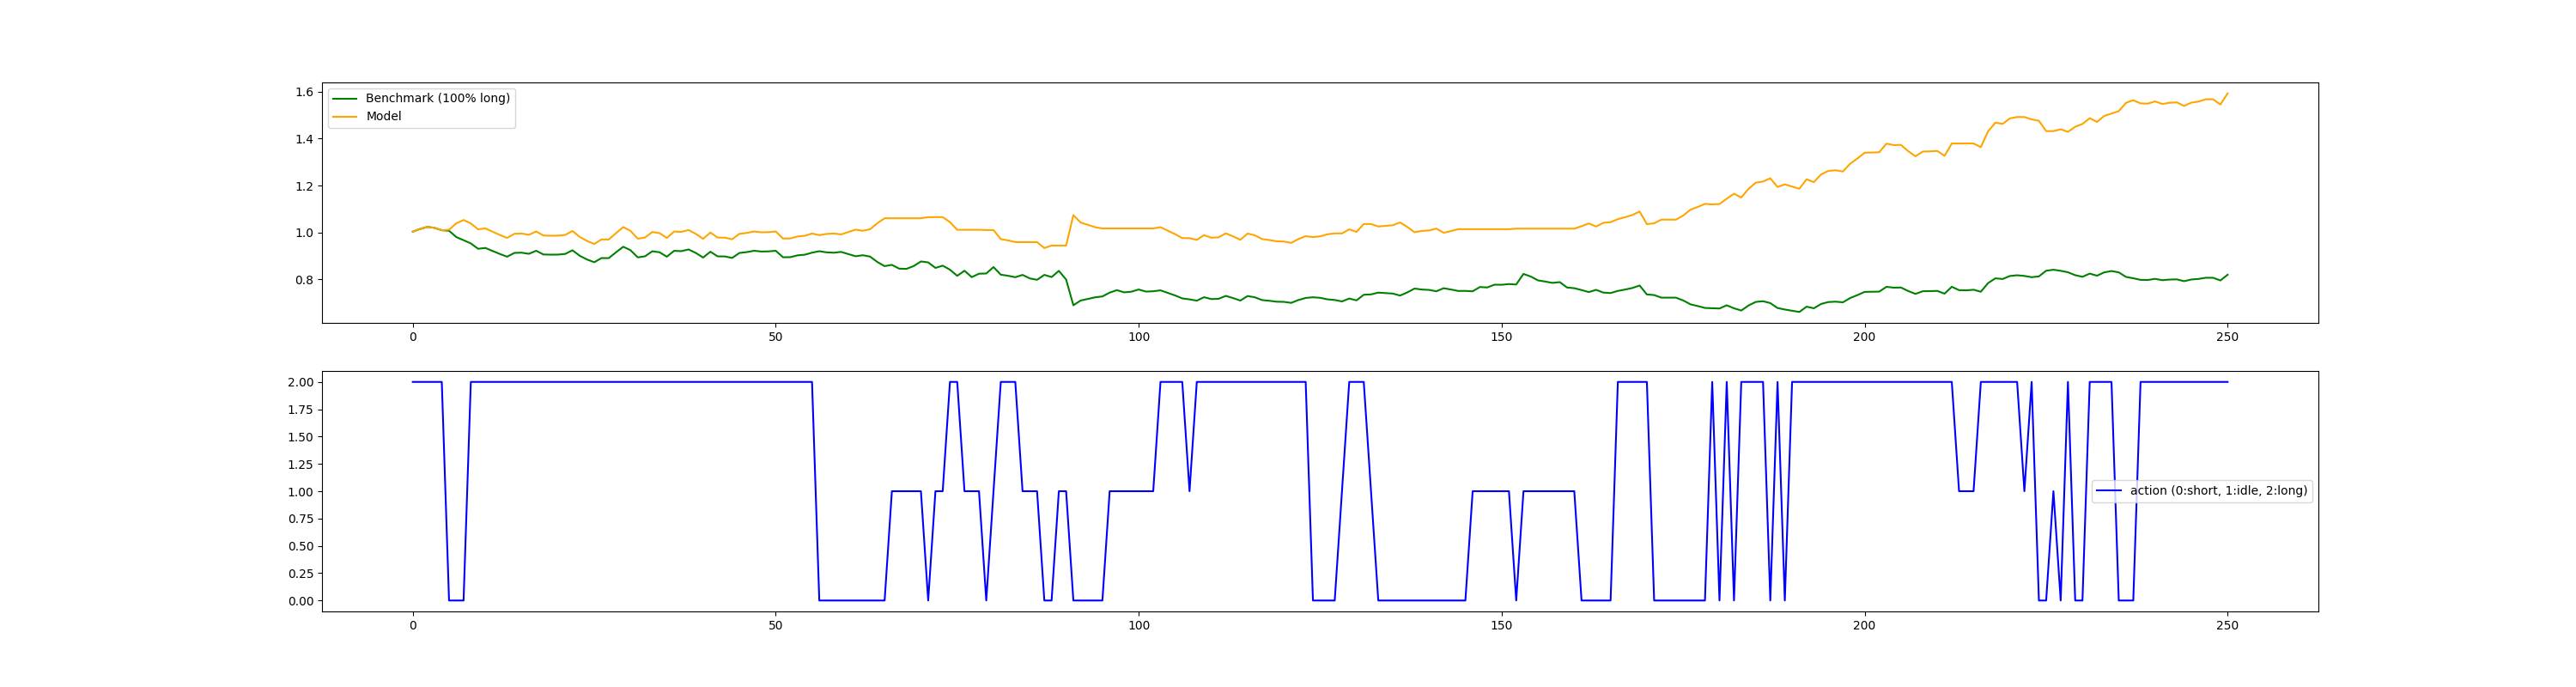 1.6
1.4
1.2
1.0
0.8
Benchmark (100% long)
Model
0 50 100 150 200 250
2.00
1.75
1.50
1.25
1.00
0.75
0.50
0.25
0.00
action (0:short, 1:idle, 2:long)
0 50 100 150 200 250